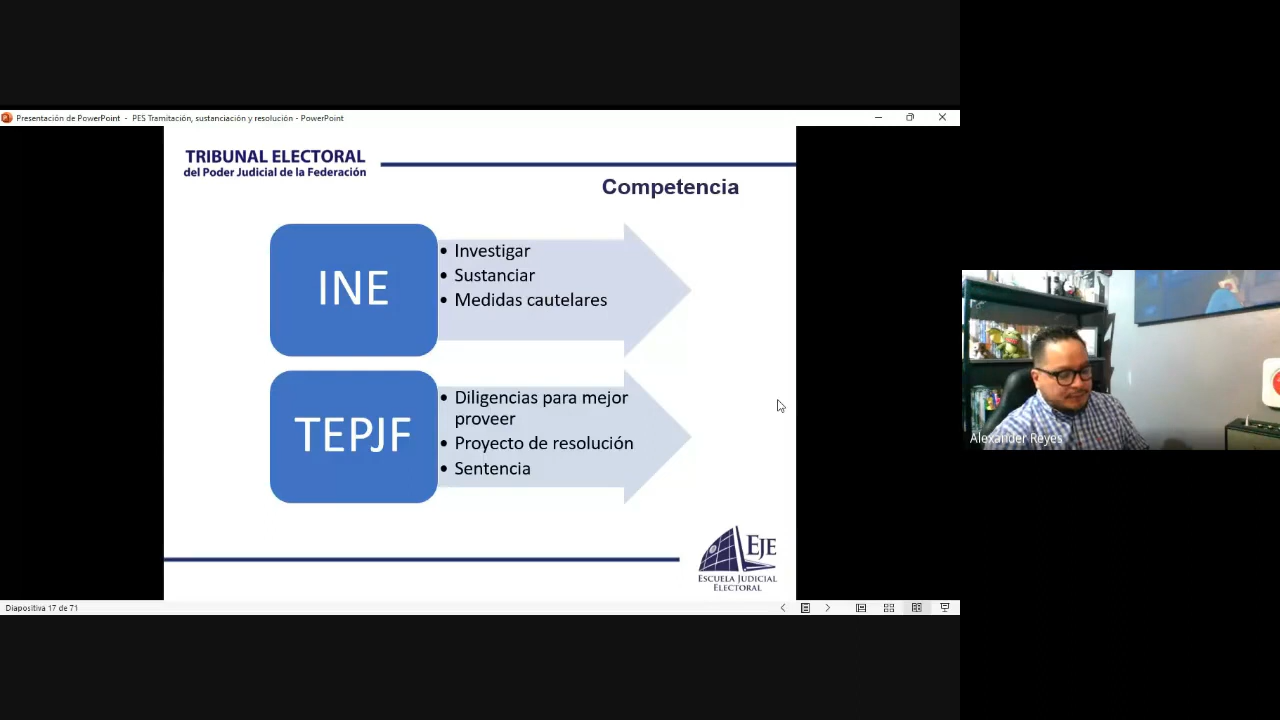 Presentación de PowerPoint - PES Tramitación, sustanciación y resolución - PowerPoint
TRIBUNAL ELECTORAL
del Poder Judicial de la Federación
Competencia
INE
• Investigar
• Sustanciar
• Medidas cautelares
TEPJF
• Diligencias para mejor
proveer
• Proyecto de resolución
• Sentencia
EJE
ESCUELA JUDICIAL
ELECTORAL
Diapositiva 17 de 71
Alexánder Reyes